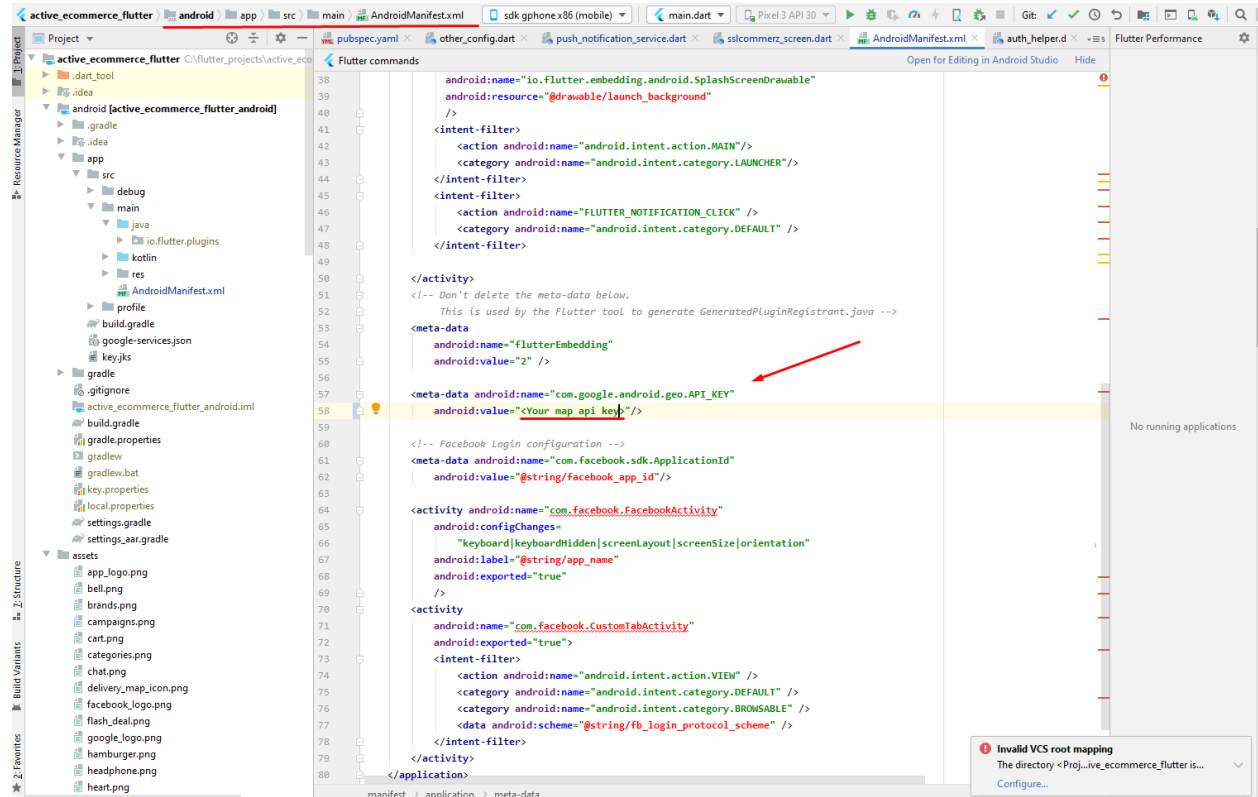 active_ecommerce_flutter android app src main AndroidManifest.xml sdk gphone x86 (mobile) main.dart Pixel 3 API 30 Git:
Project
pubspec.yaml other_config.dart push_notification_service.dart sslcommerz_screen.dart AndroidManifest.xml auth_helper.d
Flutter Performance
active_ecommerce_flutter C:\flutter_projects\active_eco
.dart_tool
.idea
android [active_ecommerce_flutter_android]
.gradle
.idea
app
src
debug
main
java
io.flutter.plugins
kotlin
res
AndroidManifest.xml
profile
build.gradle
google-services.json
key.jks
gradle
.gitignore
active_ecommerce_flutter_android.iml
build.gradle
gradle.properties
gradlew
gradlew.bat
key.properties
local.properties
settings.gradle
settings_aar.gradle
assets
app_logo.png
bell.png
brands.png
campaigns.png
cart.png
categories.png
chat.png
delivery_map_icon.png
facebook_logo.png
flash_deal.png
google_logo.png
hamburger.png
headphone.png
heart.png
1: Project
Resource Manager
7: Structure
Build Variants
2: Favorites
Flutter commands Open for Editing in Android Studio Hide
38 android:name="io.flutter.embedding.android.SplashScreenDrawable"
39 android:resource="@drawable/launch_background"
40 />
41 <intent-filter>
42 <action android:name="android.intent.action.MAIN"/>
43 <category android:name="android.intent.category.LAUNCHER"/>
44 </intent-filter>
45 <intent-filter>
46 <action android:name="FLUTTER_NOTIFICATION_CLICK" />
47 <category android:name="android.intent.category.DEFAULT" />
48 </intent-filter>
49
50 </activity>
51 <!-- Don't delete the meta-data below.
52 This is used by the Flutter tool to generate GeneratedPluginRegistrant.java -->
53 <meta-data
54 android:name="flutterEmbedding"
55 android:value="2" />
56
57 <meta-data android:name="com.google.android.geo.API_KEY"
58 android:value="<Your map api key>"/>
59
60 <!-- Facebook Login configuration -->
61 <meta-data android:name="com.facebook.sdk.ApplicationId"
62 android:value="@string/facebook_app_id"/>
63
64 <activity android:name="com.facebook.FacebookActivity"
65 android:configChanges=
66 "keyboard|keyboardHidden|screenLayout|screenSize|orientation"
67 android:label="@string/app_name"
68 android:exported="true"
69 />
70 <activity
71 android:name="com.facebook.CustomTabActivity"
72 android:exported="true">
73 <intent-filter>
74 <action android:name="android.intent.action.VIEW" />
75 <category android:name="android.intent.category.DEFAULT" />
76 <category android:name="android.intent.category.BROWSABLE" />
77 <data android:scheme="@string/fb_login_protocol_scheme" />
78 </intent-filter>
79 </activity>
80 </application>
manifest > application > meta-data
No running applications
Invalid VCS root mapping
The directory <Proj...ive_ecommerce_flutter is...
Configure...